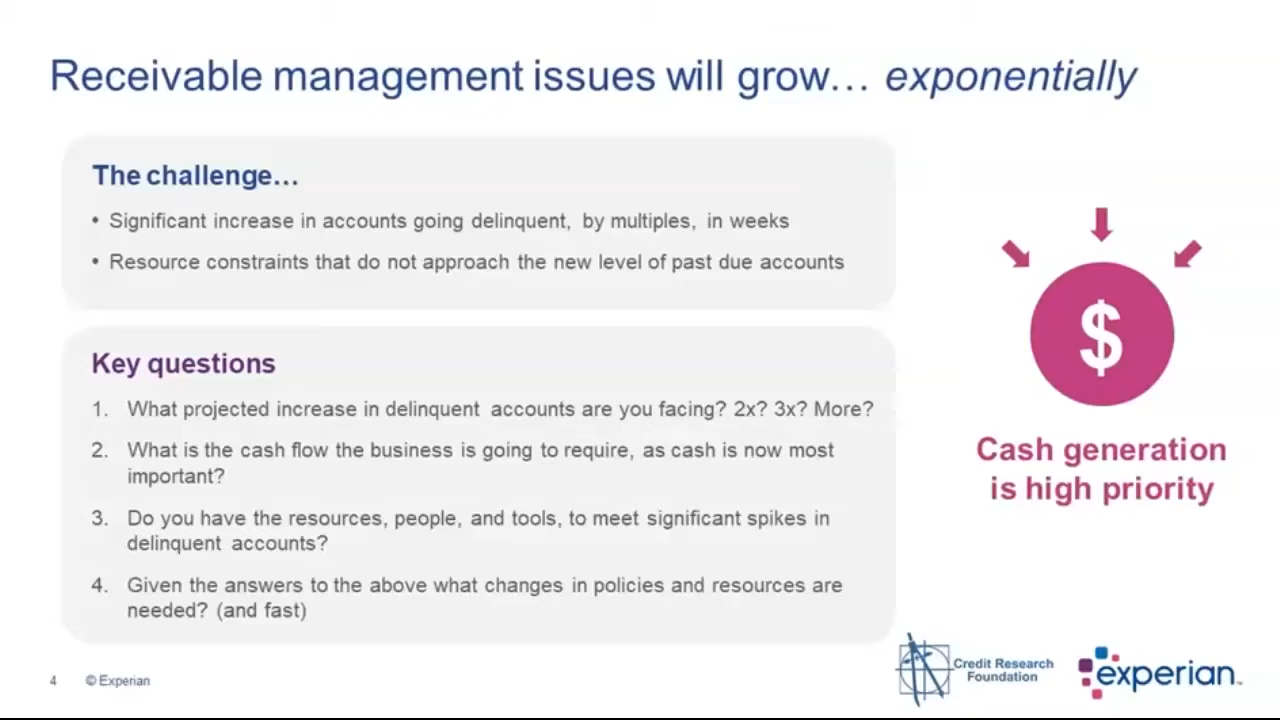 Receivable management issues will grow… exponentially
The challenge…
• Significant increase in accounts going delinquent, by multiples, in weeks
• Resource constraints that do not approach the new level of past due accounts
Key questions
1. What projected increase in delinquent accounts are you facing? 2x? 3x? More?
2. What is the cash flow the business is going to require, as cash is now most
important?
3. Do you have the resources, people, and tools, to meet significant spikes in
delinquent accounts?
4. Given the answers to the above what changes in policies and resources are
needed? (and fast)
$
Cash generation
is high priority
4 © Experian
Credit Research
Foundation
experian™